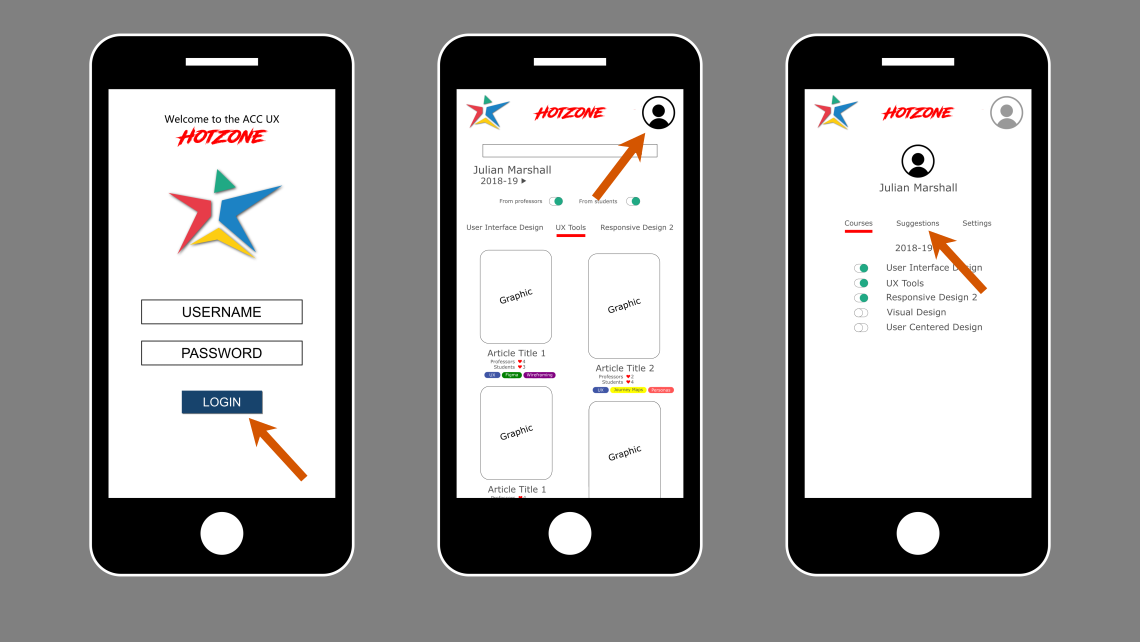 Welcome to the ACC UX
HOTZONE
USERNAME
PASSWORD
LOGIN
HOTZONE
Julian Marshall
2018-19
From professors
From students
User Interface Design
UX Tools
Responsive Design 2
Graphic
Article Title 1
Professors 4
Students 3
UX
Figma
Wireframing
Graphic
Article Title 2
Professors 2
Students 4
UX
Journey Maps
Personas
Graphic
Article Title 1
Graphic
HOTZONE
Julian Marshall
Courses
Suggestions
Settings
2018-19
User Interface Design
UX Tools
Responsive Design 2
Visual Design
User Centered Design